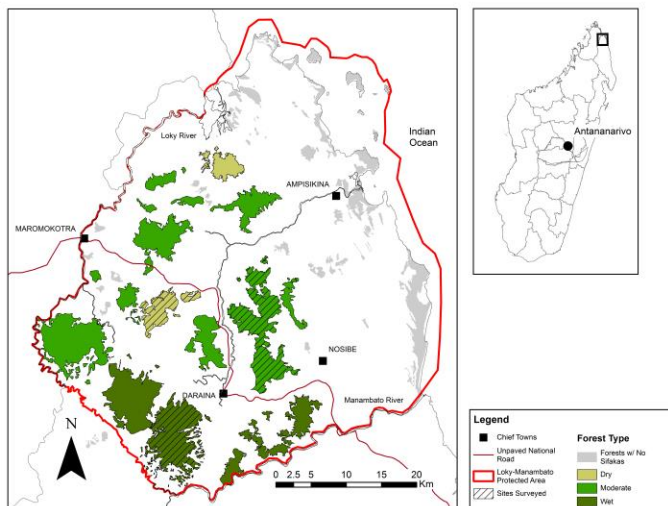 Loky River
Indian
Ocean
AMPISIKINA
MAROMOKOTRA
NOSIBE
DARAINA
Manambato River
N
0 2.5 5 10 15 20
Km
Antananarivo
Legend
Chief Towns
Unpaved National
Road
Loky-Manambato
Protected Area
Sites Surveyed
Forest Type
Forests w/ No
Sifakas
Dry
Moderate
Wet